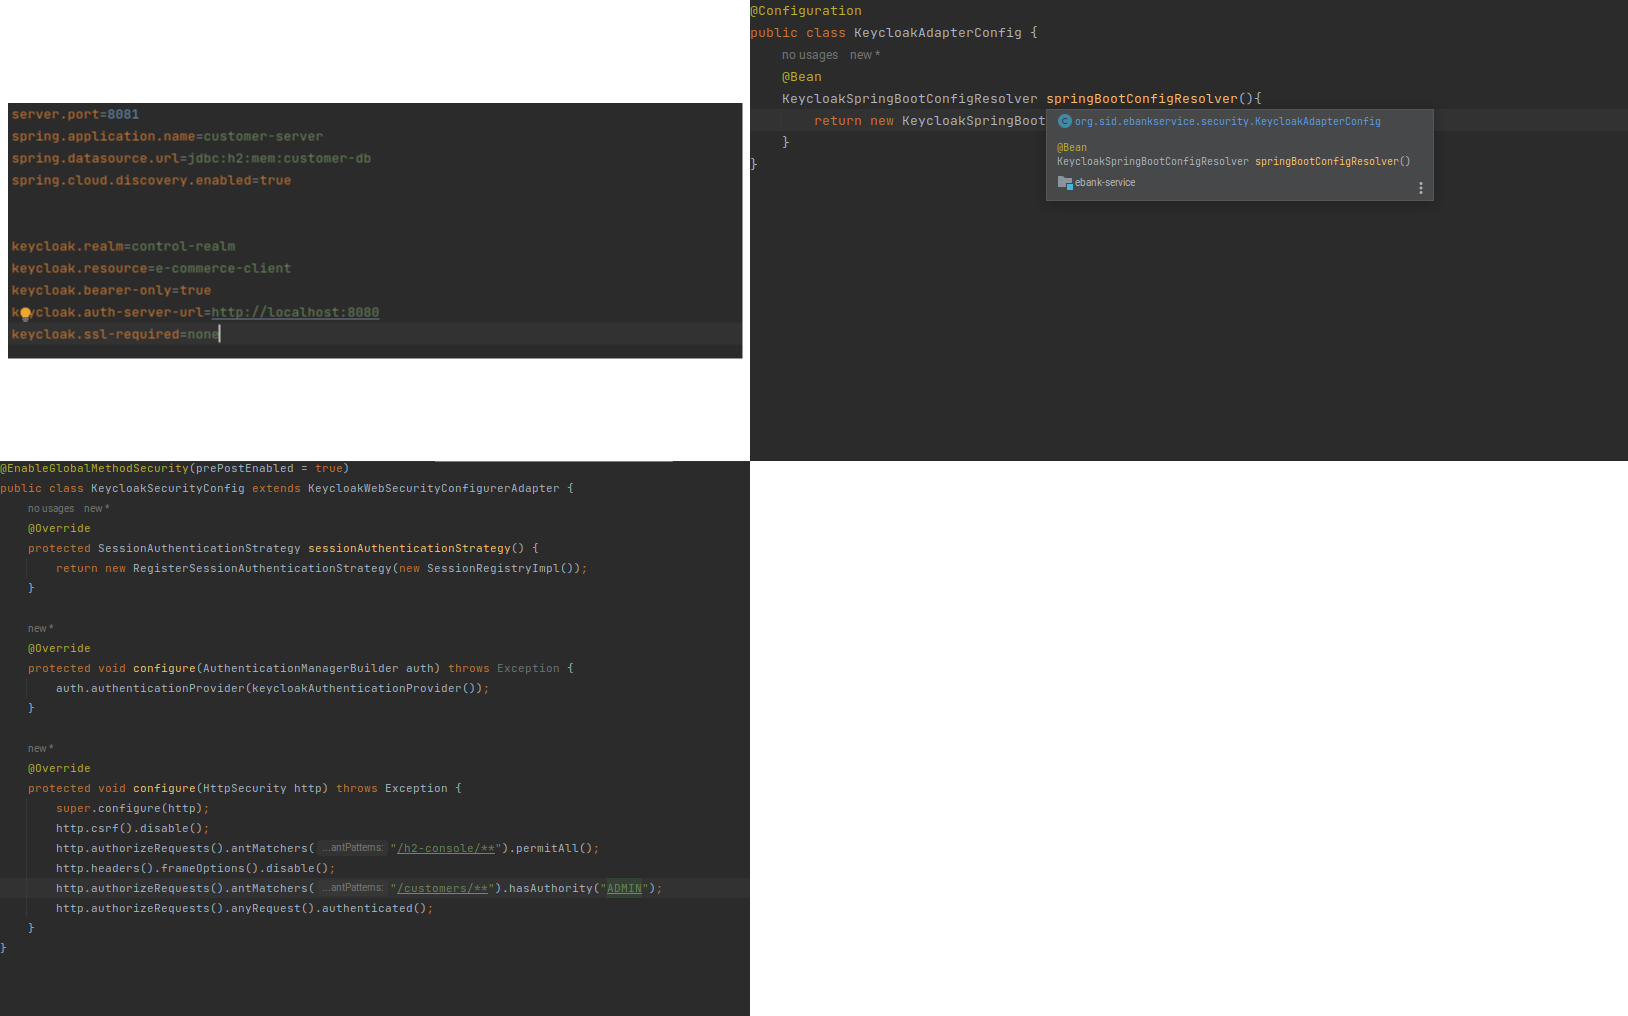 server.port=8081
spring.application.name=customer-server
spring.datasource.url=jdbc:h2:mem:customer-db
spring.cloud.discovery.enabled=true
keycloak.realm=control-realm
keycloak.resource=e-commerce-client
keycloak.bearer-only=true
keycloak.auth-server-url=http://localhost:8080
keycloak.ssl-required=none
@Configuration
public class KeycloakAdapterConfig {
no usages new *
@Bean
KeycloakSpringBootConfigResolver springBootConfigResolver(){
return new KeycloakSpringBoot
}
}
org.sid.ebankservice.security.KeycloakAdapterConfig
@Bean
KeycloakSpringBootConfigResolver springBootConfigResolver()
ebank-service
@EnableGlobalMethodSecurity(prePostEnabled = true)
public class KeycloakSecurityConfig extends KeycloakWebSecurityConfigurerAdapter {
no usages new *
@Override
protected SessionAuthenticationStrategy sessionAuthenticationStrategy() {
return new RegisterSessionAuthenticationStrategy(new SessionRegistryImpl());
}
new *
@Override
protected void configure(AuthenticationManagerBuilder auth) throws Exception {
auth.authenticationProvider(keycloakAuthenticationProvider());
}
new *
@Override
protected void configure(HttpSecurity http) throws Exception {
super.configure(http);
http.csrf().disable();
http.authorizeRequests().antMatchers( ...antPatterns: "/h2-console/**").permitAll();
http.headers().frameOptions().disable();
http.authorizeRequests().antMatchers( ...antPatterns: "/customers/**").hasAuthority("ADMIN");
http.authorizeRequests().anyRequest().authenticated();
}
}